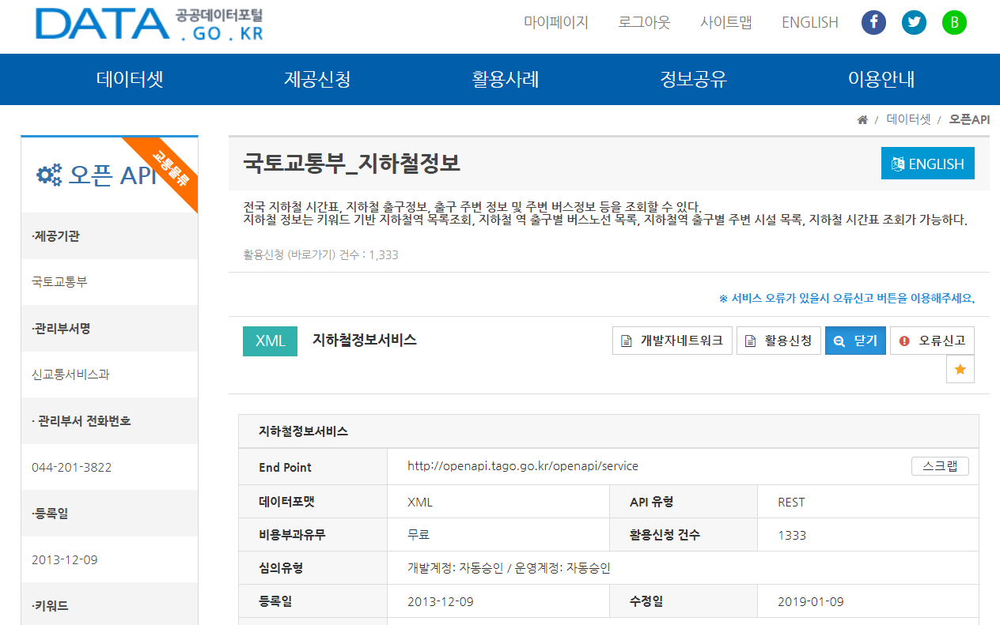 DATA 공공데이터포털
.GO.KR
마이페이지 로그아웃 사이트맵 ENGLISH f B
데이터셋 제공신청 활용사례 정보공유 이용안내
/ 데이터셋 / 오픈API
오픈 API
교통물류
·제공기관
국토교통부
·관리부서명
신교통서비스과
· 관리부서 전화번호
044-201-3822
·등록일
2013-12-09
·키워드
국토교통부_지하철정보
ENGLISH
전국 지하철 시간표, 지하철 출구정보, 출구 주변 정보 및 주변 버스정보 등을 조회할 수 있다.
지하철 정보는 키워드 기반 지하철역 목록조회, 지하철 역 출구별 버스노선 목록, 지하철역 출구별 주변 시설 목록, 지하철 시간표 조회가 가능하다.
활용신청 (바로가기) 건수 : 1,333
※ 서비스 오류가 있을시 오류신고 버튼을 이용해주세요.
XML 지하철정보서비스 개발자네트워크 활용신청 닫기 오류신고
지하철정보서비스
End Point http://openapi.tago.go.kr/openapi/service 스크랩
데이터포맷 XML API 유형 REST
비용부과유무 무료 활용신청 건수 1333
심의유형 개발계정: 자동승인 / 운영계정: 자동승인
등록일 2013-12-09 수정일 2019-01-09